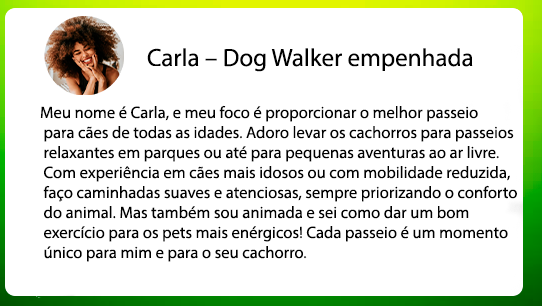 Carla – Dog Walker empenhada
Meu nome é Carla, e meu foco é proporcionar o melhor passeio
para cães de todas as idades. Adoro levar os cachorros para passeios
relaxantes em parques ou até para pequenas aventuras ao ar livre.
Com experiência em cães mais idosos ou com mobilidade reduzida,
faço caminhadas suaves e atenciosas, sempre priorizando o conforto
do animal. Mas também sou animada e sei como dar um bom
exercício para os pets mais enérgicos! Cada passeio é um momento
único para mim e para o seu cachorro.